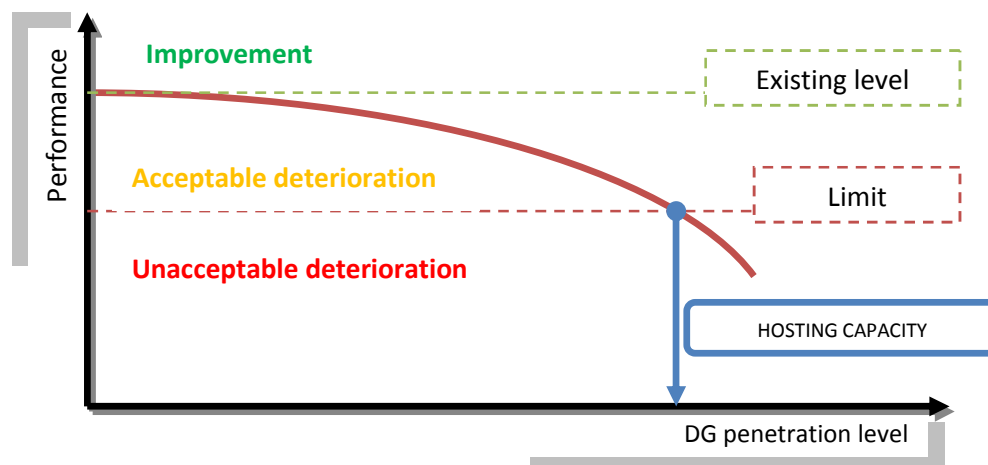 Improvement
Existing level
Performance
Acceptable deterioration
Limit
Unacceptable deterioration
HOSTING CAPACITY
DG penetration level